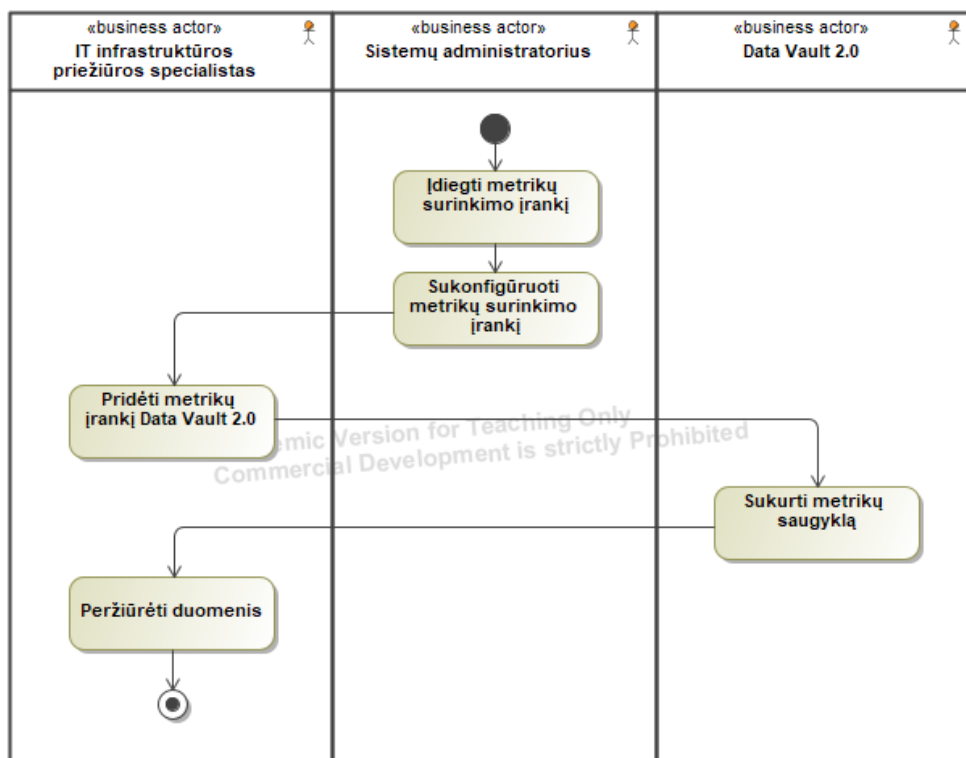 «business actor»
IT infrastruktūros
priežiūros specialistas
«business actor»
Sistemų administratorius
«business actor»
Data Vault 2.0
Įdiegti metrikų
surinkimo įrankį
Sukonfigūruoti
metrikų surinkimo
įrankį
Pridėti metrikų
įrankį Data Vault 2.0
emic Version for Teaching Only
Commercial Development is strictly Prohibited
Sukurti metrikų
saugyklą
Peržiūrėti duomenis